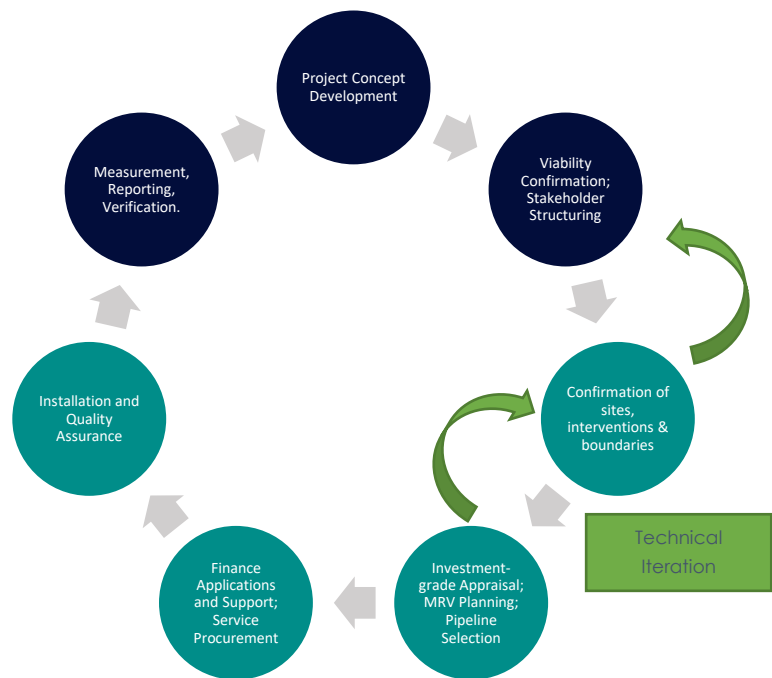 Project Concept
Development
Viability
Confirmation;
Stakeholder
Structuring
Confirmation of
sites,
interventions &
boundaries
Technical
Iteration
Investment-
grade Appraisal;
MRV Planning;
Pipeline
Selection
Finance
Applications
and Support;
Service
Procurement
Installation and
Quality
Assurance
Measurement,
Reporting,
Verification.